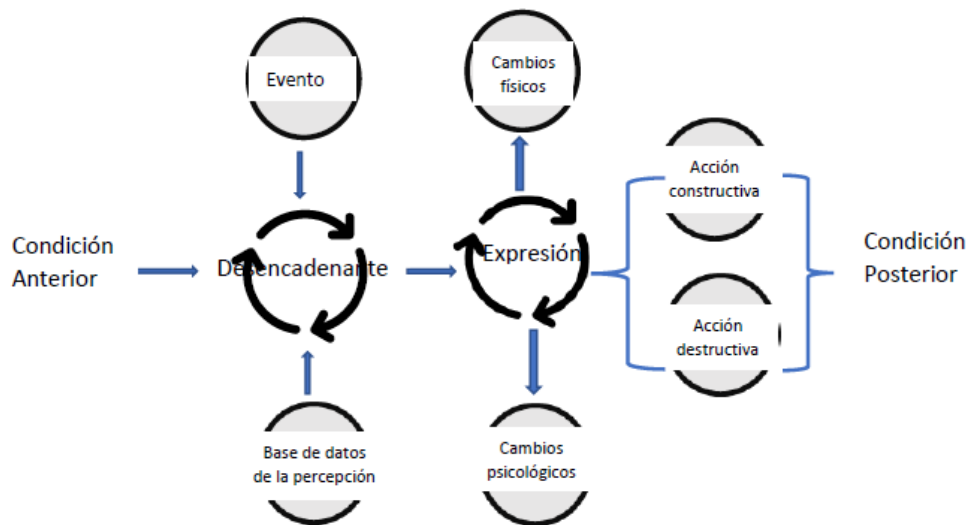 Evento
Cambios
físicos
Acción
constructiva
Condición
Anterior
Desencadenante
Expresión
Condición
Posterior
Acción
destructiva
Base de datos
de la percepción
Cambios
psicológicos